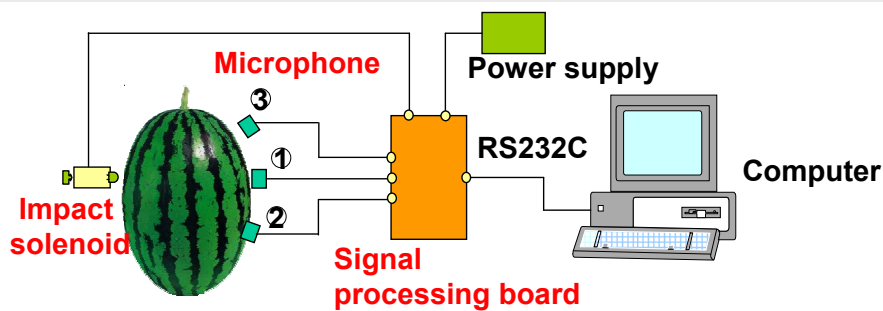 Microphone
Power supply
③
RS232C
①
Computer
Impact
solenoid
②
Signal
processing board